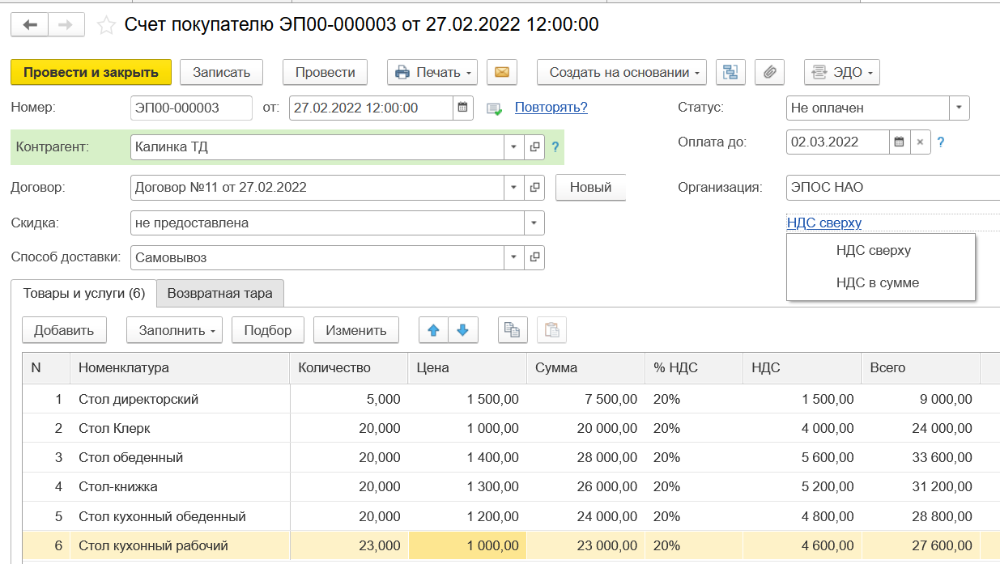 Счет покупателю ЭП00-000003 от 27.02.2022 12:00:00
Провести и закрыть Записать Провести Печать Создать на основании ЭДО
Номер: ЭП00-000003 от: 27.02.2022 12:00:00 Повторять? Статус: Не оплачен
Контрагент: Калинка ТД ? Оплата до: 02.03.2022 × ?
Договор: Договор №11 от 27.02.2022 Новый Организация: ЭПОС НАО
Скидка: не предоставлена НДС сверху
Способ доставки: Самовывоз НДС сверху
НДС в сумме
Товары и услуги (6) Возвратная тара
Добавить Заполнить Подбор Изменить
N Номенклатура Количество Цена Сумма % НДС НДС Всего
1 Стол директорский 5,000 1 500,00 7 500,00 20% 1 500,00 9 000,00
2 Стол Клерк 20,000 1 000,00 20 000,00 20% 4 000,00 24 000,00
3 Стол обеденный 20,000 1 400,00 28 000,00 20% 5 600,00 33 600,00
4 Стол-книжка 20,000 1 300,00 26 000,00 20% 5 200,00 31 200,00
5 Стол кухонный обеденный 20,000 1 200,00 24 000,00 20% 4 800,00 28 800,00
6 Стол кухонный рабочий 23,000 1 000,00 23 000,00 20% 4 600,00 27 600,00